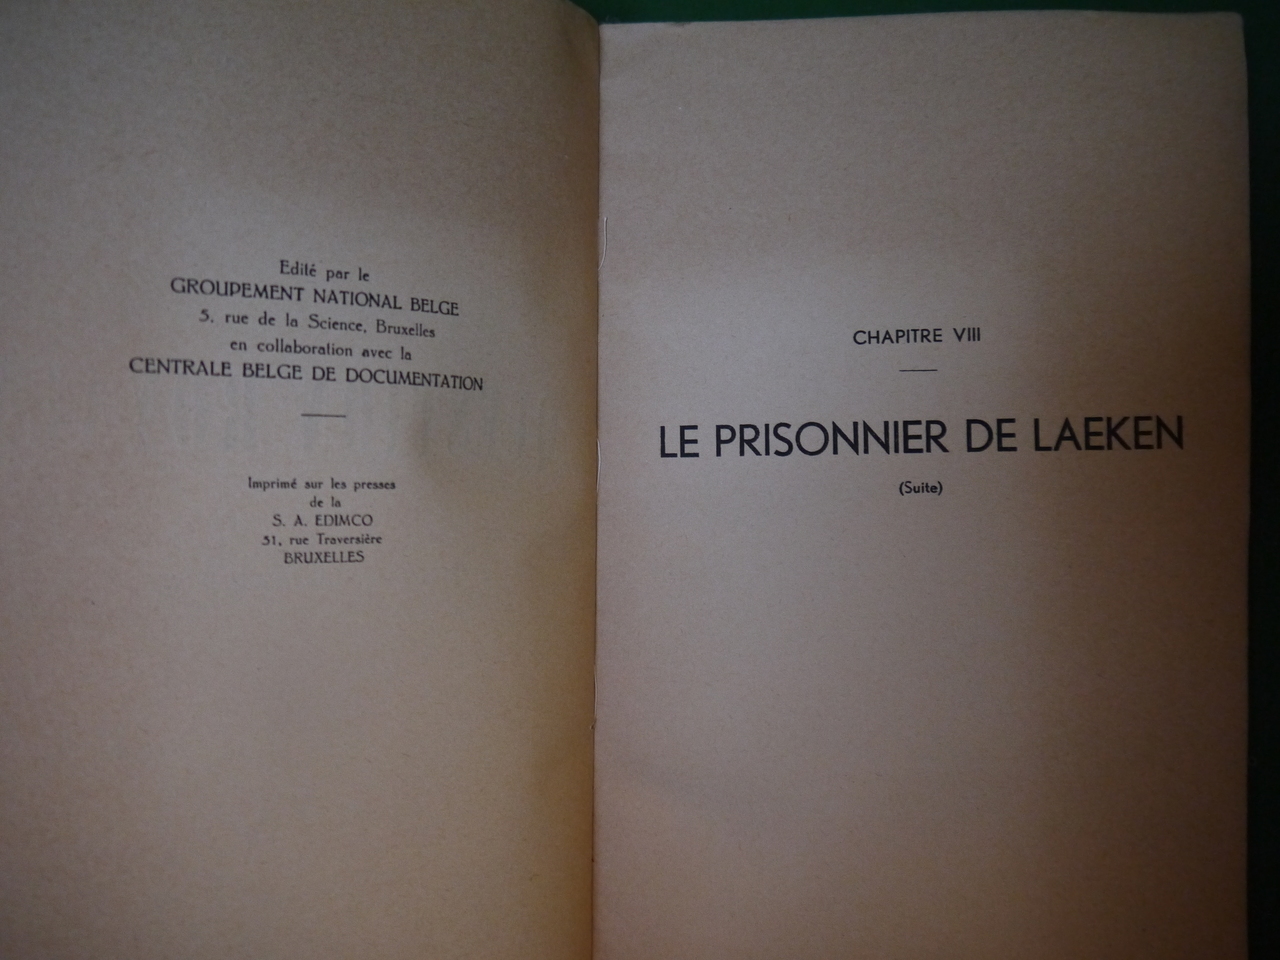 Edité par le
GROUPEMENT NATIONAL BELGE
5, rue de la Science, Bruxelles
en collaboration avec la
CENTRALE BELGE DE DOCUMENTATION
Imprimé sur les presses
de la
S. A. EDIMCO
31, rue Traversière
BRUXELLES
CHAPITRE VIII
LE PRISONNIER DE LAEKEN
(Suite)